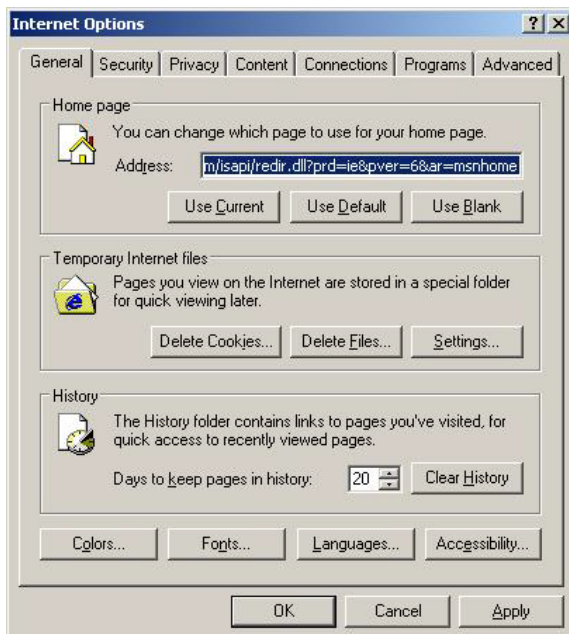 Internet Options
General Security Privacy Content Connections Programs Advanced
Home page
You can change which page to use for your home page.
Address: m/isapi/redir.dll?prd=ie&pver=6&ar=msnhome
Use Current Use Default Use Blank
Temporary Internet files
Pages you view on the Internet are stored in a special folder
for quick viewing later.
Delete Cookies... Delete Files... Settings...
History
The History folder contains links to pages you've visited, for
quick access to recently viewed pages.
Days to keep pages in history: 20 Clear History
Colors... Fonts... Languages... Accessibility...
OK Cancel Apply